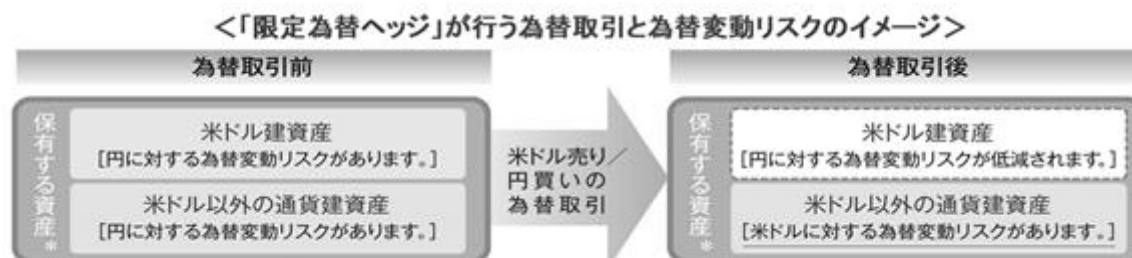 <「限定為替ヘッジ」が行う為替取引と為替変動リスクのイメージ>
為替取引前
為替取引後
保有する資産*
米ドル建資産
[円に対する為替変動リスクがあります。]
米ドル以外の通貨建資産
[円に対する為替変動リスクがあります。]
米ドル売り/
円買いの
為替取引
保有する資産*
米ドル建資産
[円に対する為替変動リスクが低減されます。]
米ドル以外の通貨建資産
[米ドルに対する為替変動リスクがあります。]